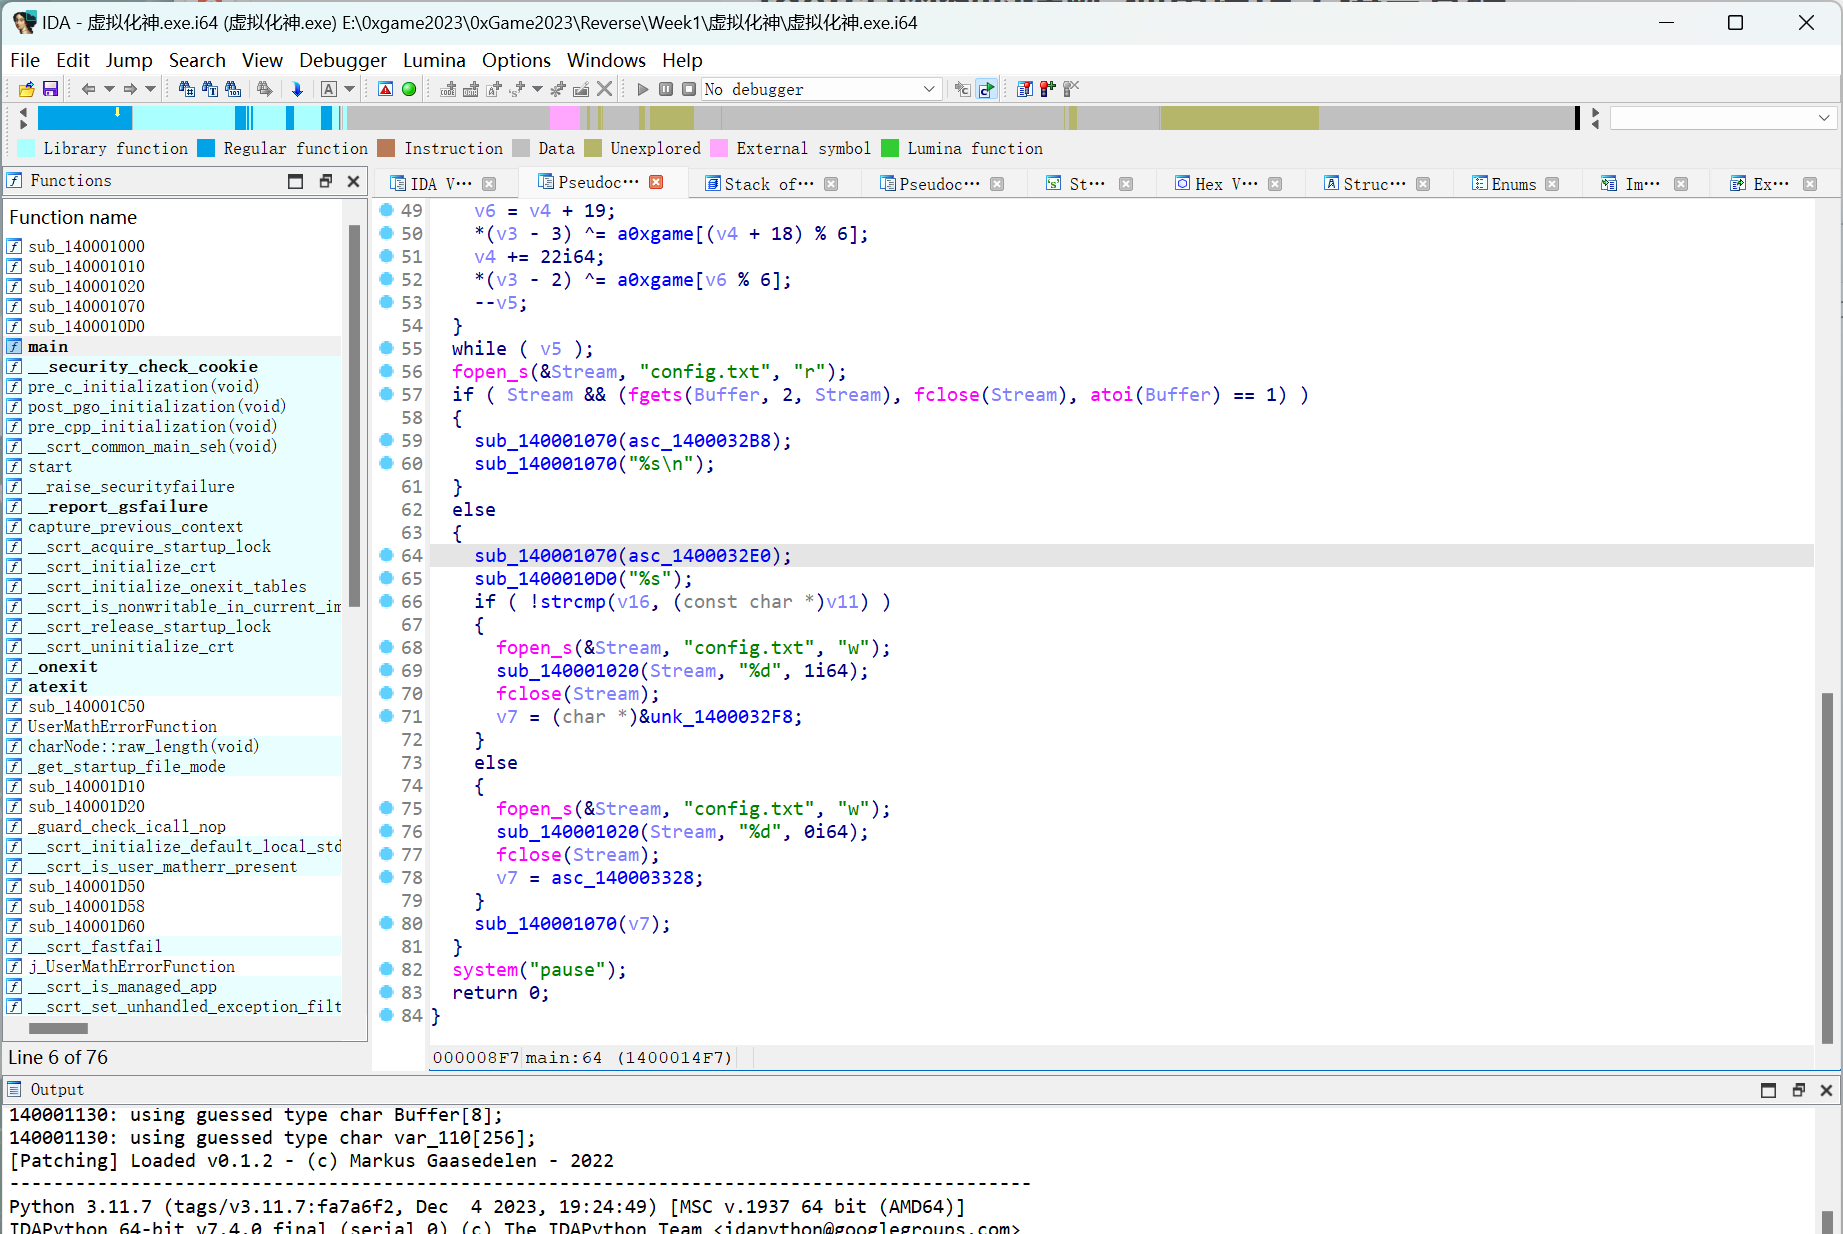 IDA - 虚拟化神.exe.i64 (虚拟化神.exe) E:\0xgame2023\0xGame2023\Reverse\Week1\虚拟化神\虚拟化神.exe.i64
File Edit Jump Search View Debugger Lumina Options Windows Help
No debugger
Library function Regular function Instruction Data Unexplored External symbol Lumina function
Functions
IDA V··· Pseudoc··· Stack of··· Pseudoc··· St··· Hex V··· Struc··· Enums Im··· Ex···
Function name
sub_140001000
sub_140001010
sub_140001020
sub_140001070
sub_1400010D0
main
__security_check_cookie
pre_c_initialization(void)
post_pgo_initialization(void)
pre_cpp_initialization(void)
__scrt_common_main_seh(void)
start
__raise_securityfailure
__report_gsfailure
capture_previous_context
__scrt_acquire_startup_lock
__scrt_initialize_crt
__scrt_initialize_onexit_tables
__scrt_is_nonwritable_in_current_im
__scrt_release_startup_lock
__scrt_uninitialize_crt
_onexit
atexit
sub_140001C50
UserMathErrorFunction
charNode::raw_length(void)
_get_startup_file_mode
sub_140001D10
sub_140001D20
_guard_check_icall_nop
__scrt_initialize_default_local_std
__scrt_is_user_matherr_present
sub_140001D50
sub_140001D58
sub_140001D60
__scrt_fastfail
j_UserMathErrorFunction
__scrt_is_managed_app
__scrt_set_unhandled_exception_filt
Line 6 of 76
49 v6 = v4 + 19;
50 *(v3 - 3) ^= a0xgame[(v4 + 18) % 6];
51 v4 += 22i64;
52 *(v3 - 2) ^= a0xgame[v6 % 6];
53 --v5;
54 }
55 while ( v5 );
56 fopen_s(&Stream, "config.txt", "r");
57 if ( Stream && (fgets(Buffer, 2, Stream), fclose(Stream), atoi(Buffer) == 1) )
58 {
59 sub_140001070(asc_1400032B8);
60 sub_140001070("%s\n");
61 }
62 else
63 {
64 sub_140001070(asc_1400032E0);
65 sub_1400010D0("%s");
66 if ( !strcmp(v16, (const char *)v11) )
67 {
68 fopen_s(&Stream, "config.txt", "w");
69 sub_140001020(Stream, "%d", 1i64);
70 fclose(Stream);
71 v7 = (char *)&unk_1400032F8;
72 }
73 else
74 {
75 fopen_s(&Stream, "config.txt", "w");
76 sub_140001020(Stream, "%d", 0i64);
77 fclose(Stream);
78 v7 = asc_140003328;
79 }
80 sub_140001070(v7);
81 }
82 system("pause");
83 return 0;
84 }
000008F7 main:64 (1400014F7)
Output
140001130: using guessed type char Buffer[8];
140001130: using guessed type char var_110[256];
[Patching] Loaded v0.1.2 - (c) Markus Gaasedelen - 2022
---------------------------------------------------------------------------------------------
Python 3.11.7 (tags/v3.11.7:fa7a6f2, Dec  4 2023, 19:24:49) [MSC v.1937 64 bit (AMD64)]
IDAPython 64-bit v7.4.0 final (serial 0) (c) The IDAPython Team <idapython@googlegroups.com>